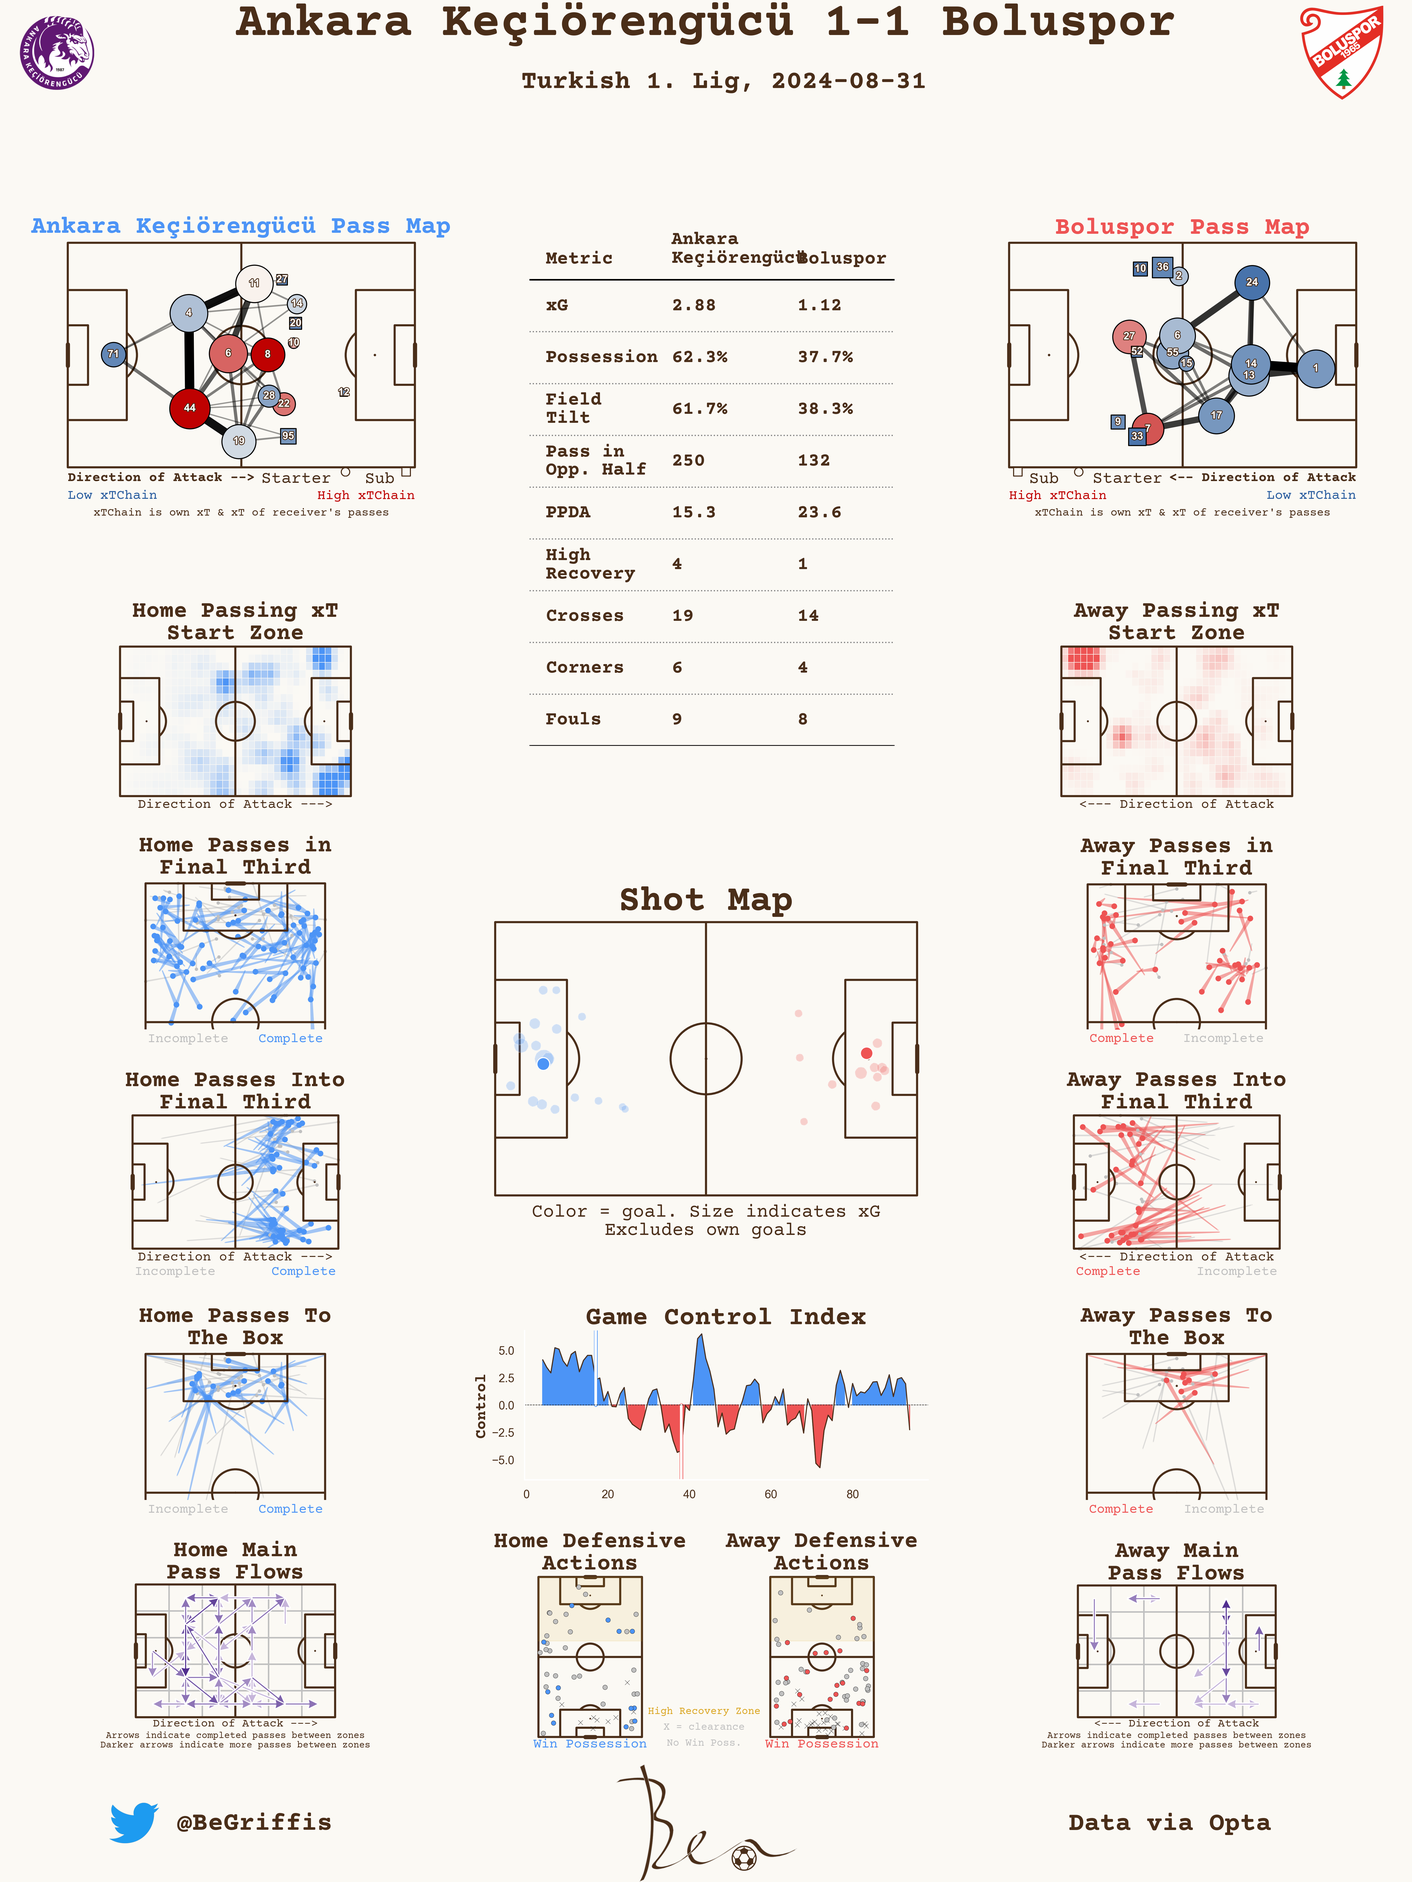 Ankara Keçiörengücü 1-1 Boluspor
Turkish 1. Lig, 2024-08-31
ANKARA KEÇİÖRENGÜCÜ
1987
BOLUSPOR
1965
Ankara Keçiörengücü Pass Map
11
27
4
14
20
71
6
8
10
12
28
22
44
19
95
Direction of Attack --> Starter Sub
Low xTChain High xTChain
xTChain is own xT & xT of receiver's passes
Metric Ankara Keçiörengücü Boluspor
xG 2.88 1.12
Possession 62.3% 37.7%
Field Tilt 61.7% 38.3%
Pass in Opp. Half 250 132
PPDA 15.3 23.6
High Recovery 4 1
Crosses 19 14
Corners 6 4
Fouls 9 8
Boluspor Pass Map
10
36
2
24
27
6
52
55
15
14
13
1
17
9
33
7
Sub Starter <-- Direction of Attack
High xTChain Low xTChain
xTChain is own xT & xT of receiver's passes
Home Passing xT
Start Zone
Direction of Attack --->
Away Passing xT
Start Zone
<--- Direction of Attack
Home Passes in
Final Third
Incomplete Complete
Away Passes in
Final Third
Complete Incomplete
Shot Map
Color = goal. Size indicates xG
Excludes own goals
Home Passes Into
Final Third
Direction of Attack --->
Incomplete Complete
Away Passes Into
Final Third
<--- Direction of Attack
Complete Incomplete
Home Passes To
The Box
Incomplete Complete
Game Control Index
Control
5.0
2.5
0.0
−2.5
−5.0
0 20 40 60 80
Away Passes To
The Box
Complete Incomplete
Home Main
Pass Flows
Direction of Attack --->
Arrows indicate completed passes between zones
Darker arrows indicate more passes between zones
Home Defensive
Actions
Win Possession
Away Defensive
Actions
Win Possession
High Recovery Zone
X = clearance
No Win Poss.
Away Main
Pass Flows
<--- Direction of Attack
Arrows indicate completed passes between zones
Darker arrows indicate more passes between zones
@BeGriffis
Ben
Data via Opta